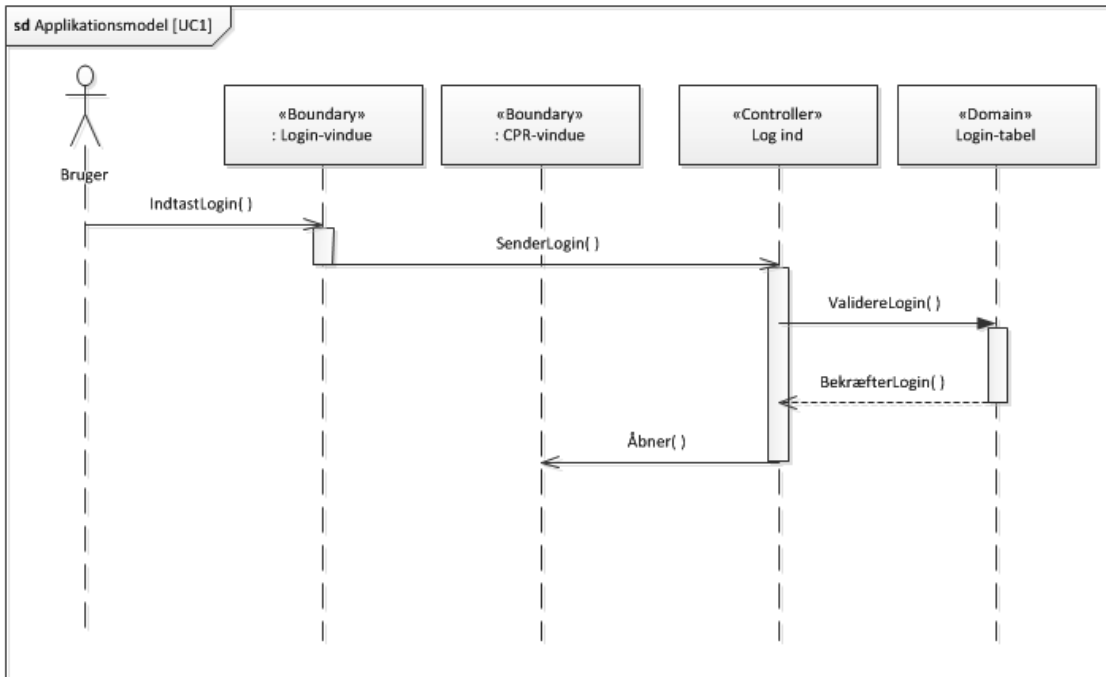 sd Applikationsmodel [UC1]
Bruger
«Boundary»
: Login-vindue
«Boundary»
: CPR-vindue
«Controller»
Log ind
«Domain»
Login-tabel
IndtastLogin( )
SenderLogin( )
ValidereLogin( )
BekræfterLogin( )
Åbner( )